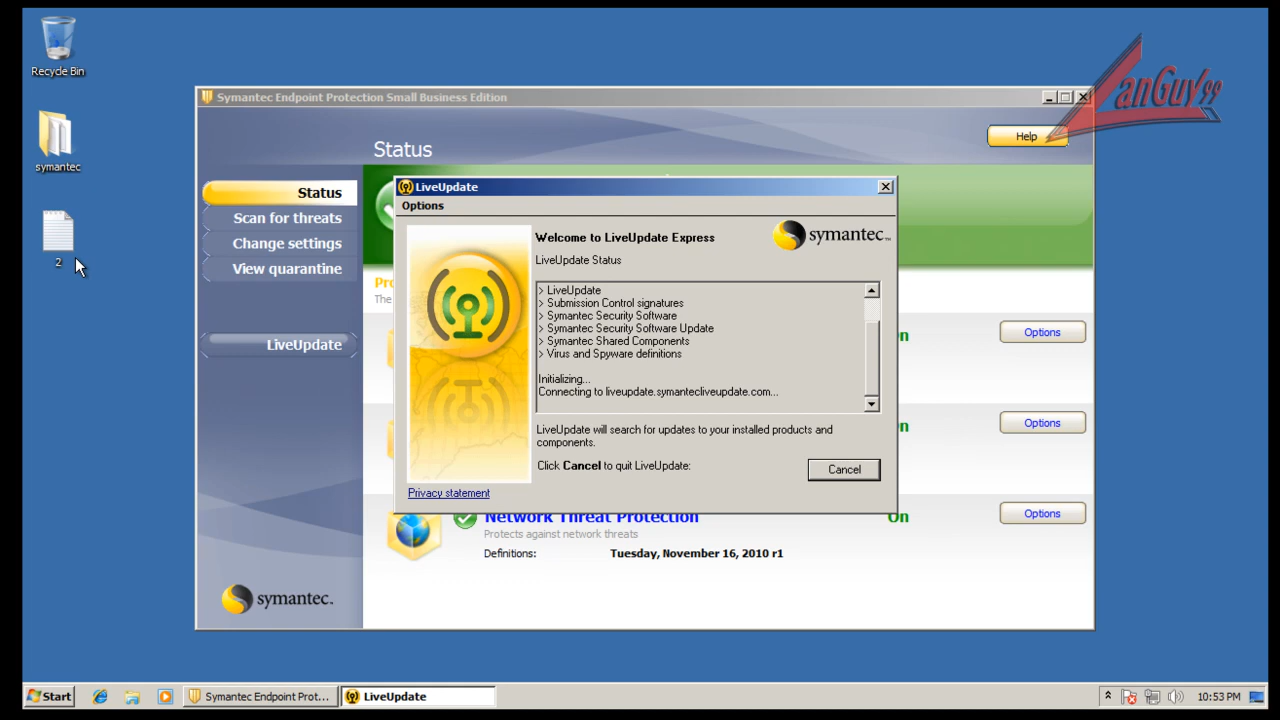 Recycle Bin
symantec
2
Symantec Endpoint Protection Small Business Edition
anGuy99
Help
Status
Status
Scan for threats
Change settings
View quarantine
LiveUpdate
LiveUpdate
Options
Welcome to LiveUpdate Express
symantec™
LiveUpdate Status
> LiveUpdate
> Submission Control signatures
> Symantec Security Software
> Symantec Security Software Update
> Symantec Shared Components
> Virus and Spyware definitions
Initializing...
Connecting to liveupdate.symantecliveupdate.com...
LiveUpdate will search for updates to your installed products and
components.
Click Cancel to quit LiveUpdate:
Cancel
Privacy statement
Pro
The
Options
Options
Network Threat Protection
On
Options
Protects against network threats
Definitions:
Tuesday, November 16, 2010 r1
symantec.
Start
Symantec Endpoint Prot...
LiveUpdate
10:53 PM